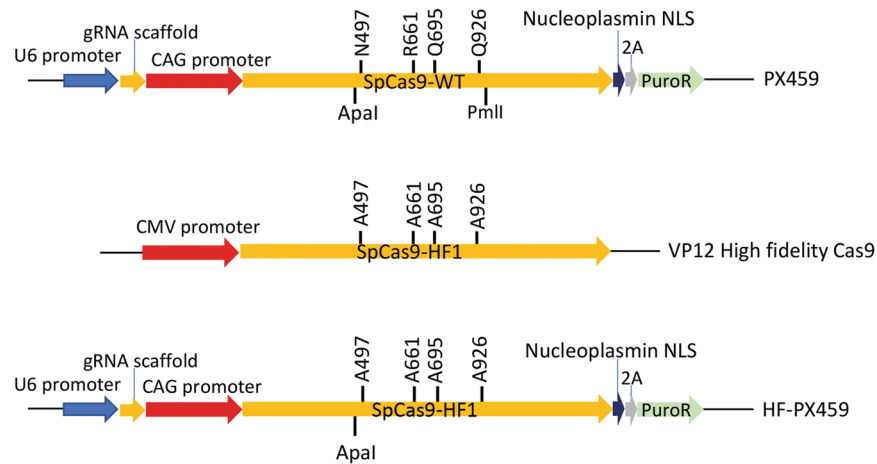 Nucleoplasmin NLS
gRNA scaffold
U6 promoter
CAG promoter
N497
R661
Q695
Q926
2A
SpCas9-WT
PuroR
PX459
ApaI
PmlI
A497
A661
A695
A926
CMV promoter
SpCas9-HF1
VP12 High fidelity Cas9
A497
A661
A695
A926
Nucleoplasmin NLS
gRNA scaffold
U6 promoter
CAG promoter
2A
SpCas9-HF1
PuroR
HF-PX459
ApaI